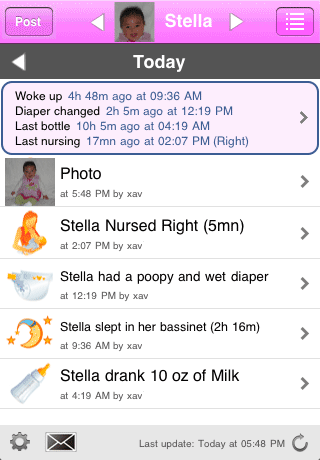 Post
Stella
Today
Woke up 4h 48m ago at 09:36 AM
Diaper changed 2h 5m ago at 12:19 PM
Last bottle 10h 5m ago at 04:19 AM
Last nursing 17mn ago at 02:07 PM (Right)
Photo
at 5:48 PM by xav
Stella Nursed Right (5mn)
at 2:07 PM by xav
Stella had a poopy and wet diaper
at 12:19 PM by xav
Stella slept in her bassinet (2h 16m)
at 9:36 AM by xav
Stella drank 10 oz of Milk
at 4:19 AM by xav
Last update: Today at 05:48 PM